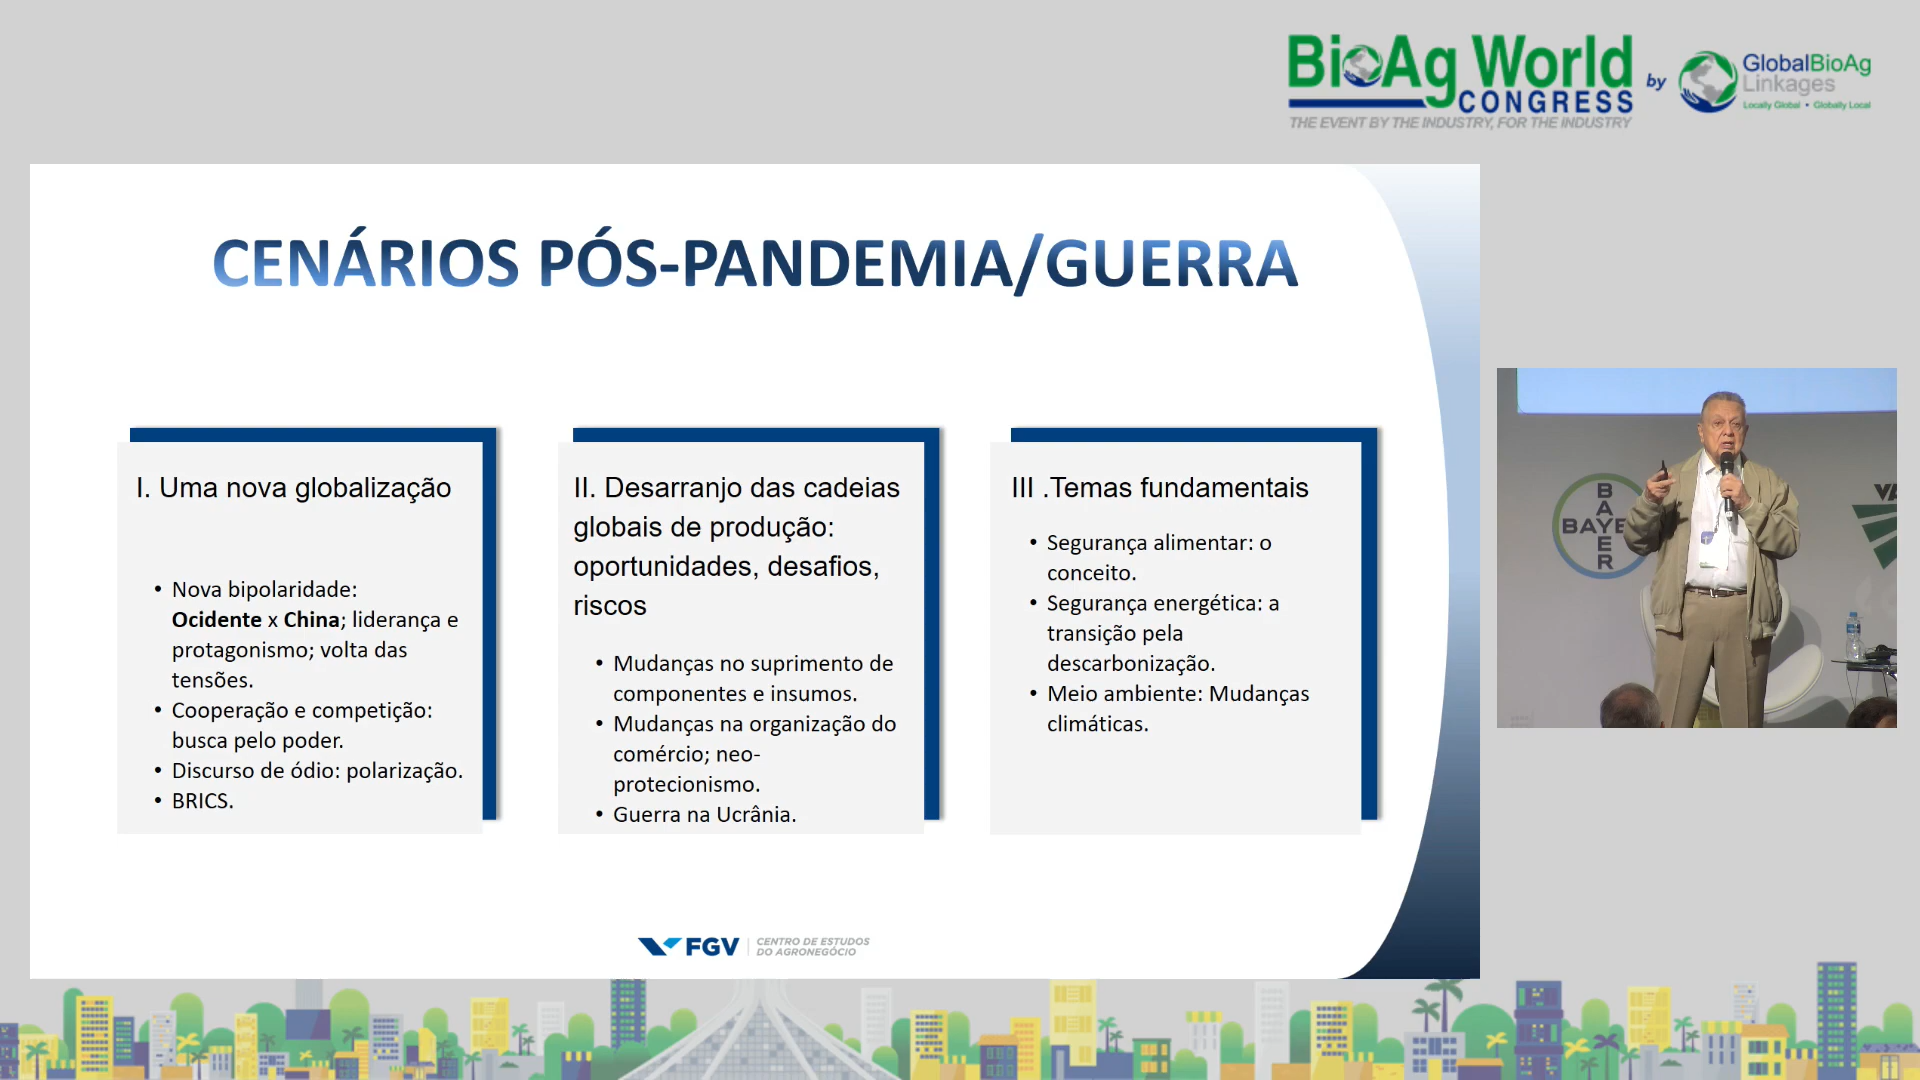 BioAg World
CONGRESS
THE EVENT BY THE INDUSTRY, FOR THE INDUSTRY
by
GlobalBioAg
Linkages
Locally Global • Globally Local
CENÁRIOS PÓS-PANDEMIA/GUERRA
I. Uma nova globalização
• Nova bipolaridade:
Ocidente x China; liderança e
protagonismo; volta das
tensões.
• Cooperação e competição:
busca pelo poder.
• Discurso de ódio: polarização.
• BRICS.
II. Desarranjo das cadeias
globais de produção:
oportunidades, desafios,
riscos
• Mudanças no suprimento de
componentes e insumos.
• Mudanças na organização do
comércio; neo-
protecionismo.
• Guerra na Ucrânia.
III .Temas fundamentais
• Segurança alimentar: o
conceito.
• Segurança energética: a
transição pela
descarbonização.
• Meio ambiente: Mudanças
climáticas.
FGV
CENTRO DE ESTUDOS
DO AGRONEGÓCIO
BAYER
BAYE